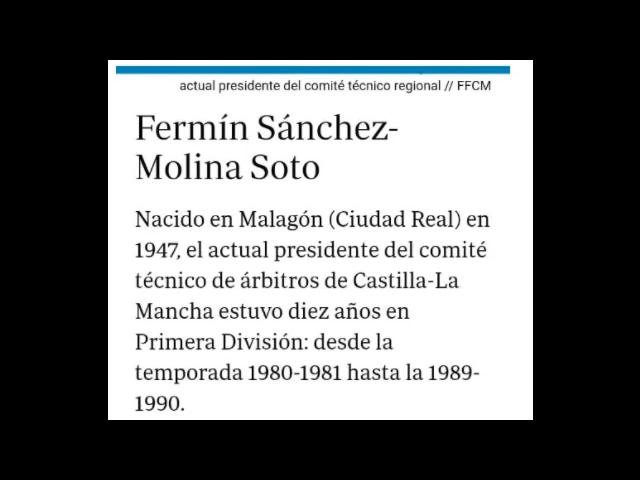 actual presidente del comité técnico regional // FFCM
Fermín Sánchez-
Molina Soto
Nacido en Malagón (Ciudad Real) en
1947, el actual presidente del comité
técnico de árbitros de Castilla-La
Mancha estuvo diez años en
Primera División: desde la
temporada 1980-1981 hasta la 1989-
1990.